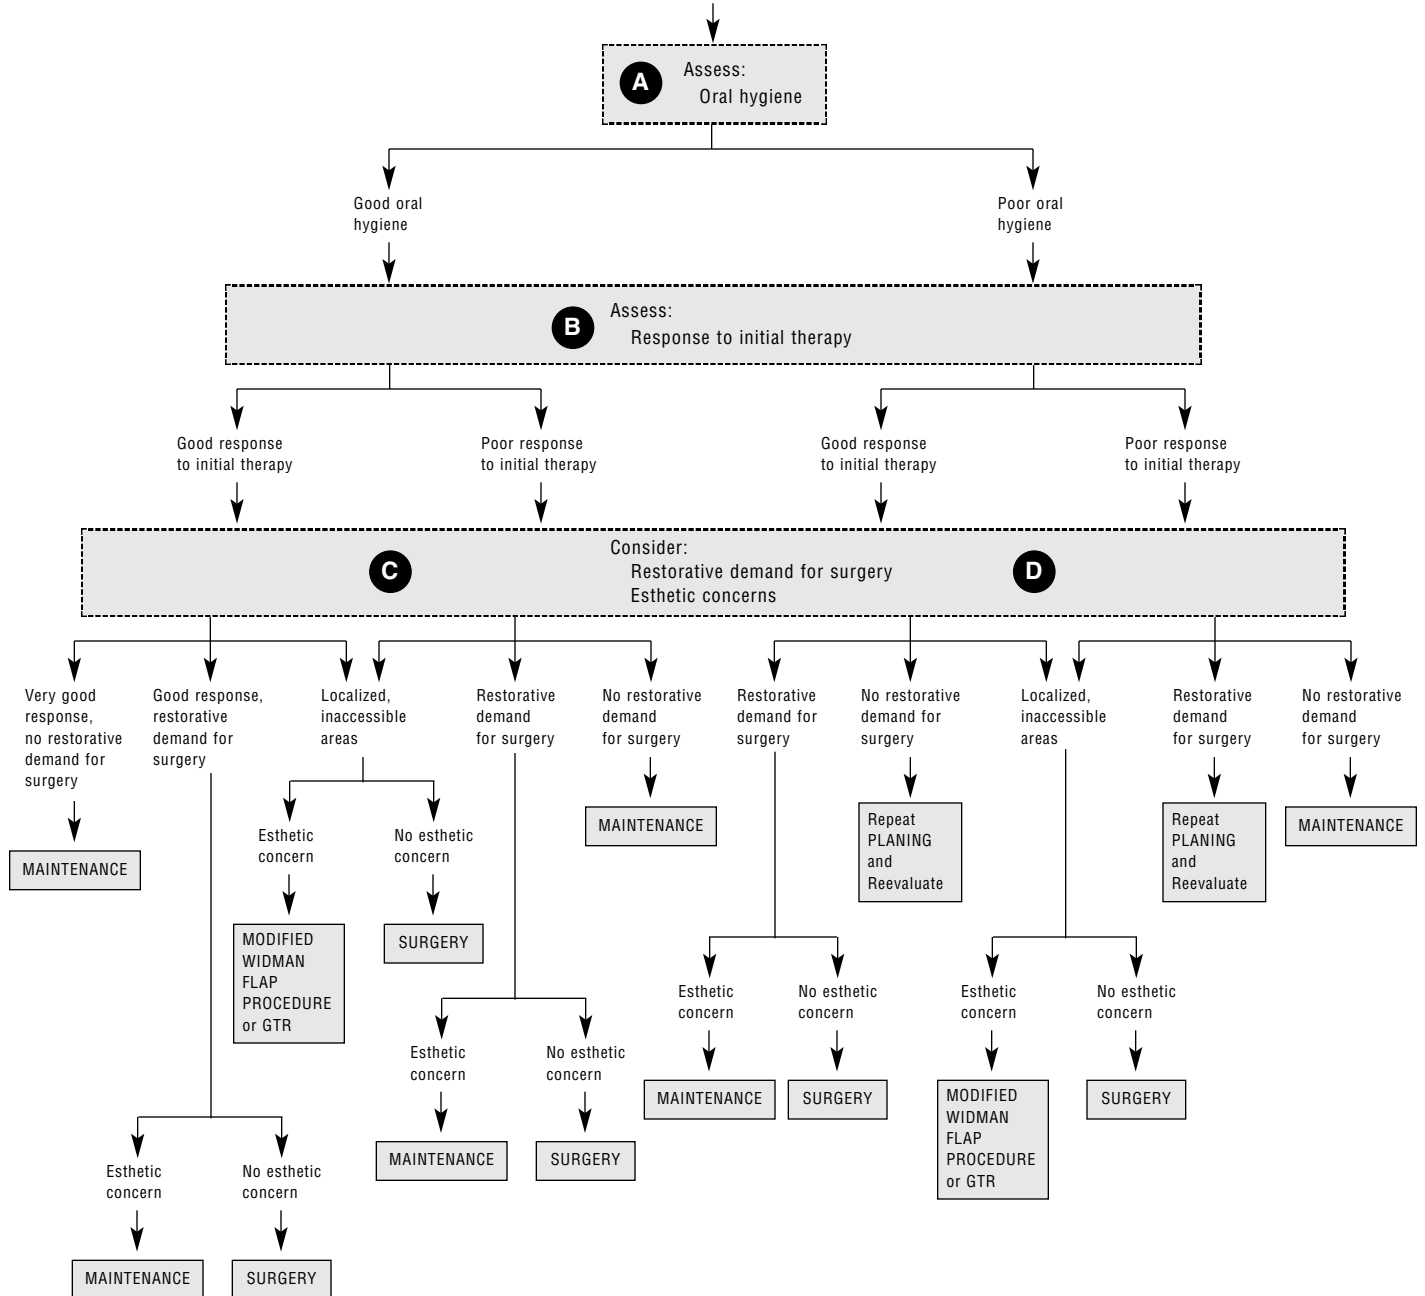 A
Assess:
Oral hygiene
Good oral
hygiene
Poor oral
hygiene
B
Assess:
Response to initial therapy
Good response
to initial therapy
Poor response
to initial therapy
Good response
to initial therapy
Poor response
to initial therapy
C
Consider:
Restorative demand for surgery
Esthetic concerns
D
Very good
response,
no restorative
demand for
surgery
Good response,
restorative
demand for
surgery
Localized,
inaccessible
areas
Restorative
demand
for surgery
No restorative
demand
for surgery
Restorative
demand for
surgery
No restorative
demand for
surgery
Localized,
inaccessible
areas
Restorative
demand
for surgery
No restorative
demand
for surgery
MAINTENANCE
Esthetic
concern
No esthetic
concern
MAINTENANCE
Repeat
PLANING
and
Reevaluate
Repeat
PLANING
and
Reevaluate
MAINTENANCE
MODIFIED
WIDMAN
FLAP
PROCEDURE
or GTR
SURGERY
Esthetic
concern
No esthetic
concern
Esthetic
concern
No esthetic
concern
Esthetic
concern
No esthetic
concern
MAINTENANCE
SURGERY
MAINTENANCE
SURGERY
MODIFIED
WIDMAN
FLAP
PROCEDURE
or GTR
SURGERY
Esthetic
concern
No esthetic
concern
MAINTENANCE
SURGERY